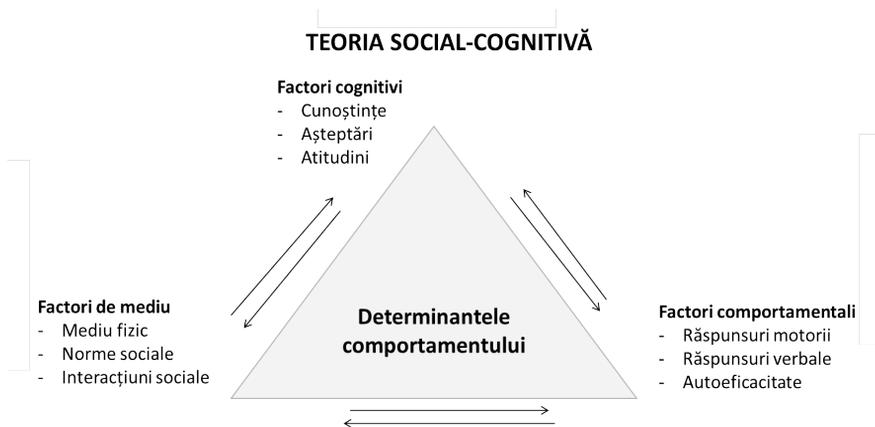 TEORIA SOCIAL-COGNITIVĂ
Factori cognitivi
- Cunoștințe
- Așteptări
- Atitudini
Factori de mediu
- Mediu fizic
- Norme sociale
- Interacțiuni sociale
Determinantele
comportamentului
Factori comportamentali
- Răspunsuri motorii
- Răspunsuri verbale
- Autoeficacitate